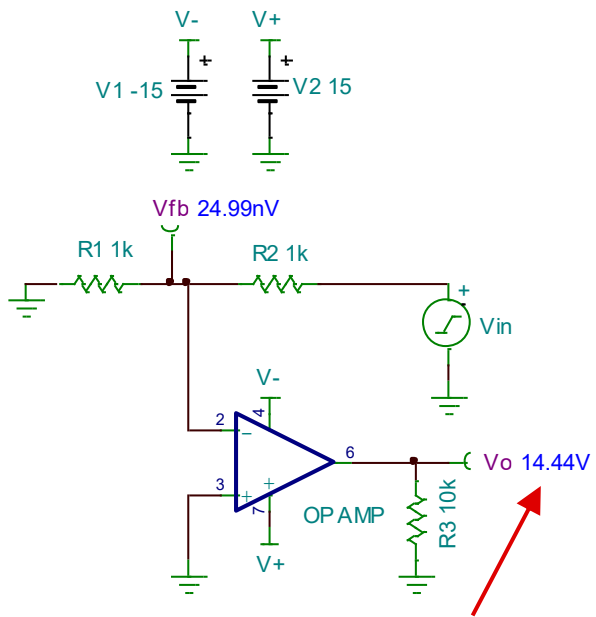 V- V+
V1 -15 V2 15
Vfb 24.99nV
R1 1k R2 1k
+
Vin
V-
2 4
6
Vo 14.44V
3 7
OPAMP
R3 10k
V+